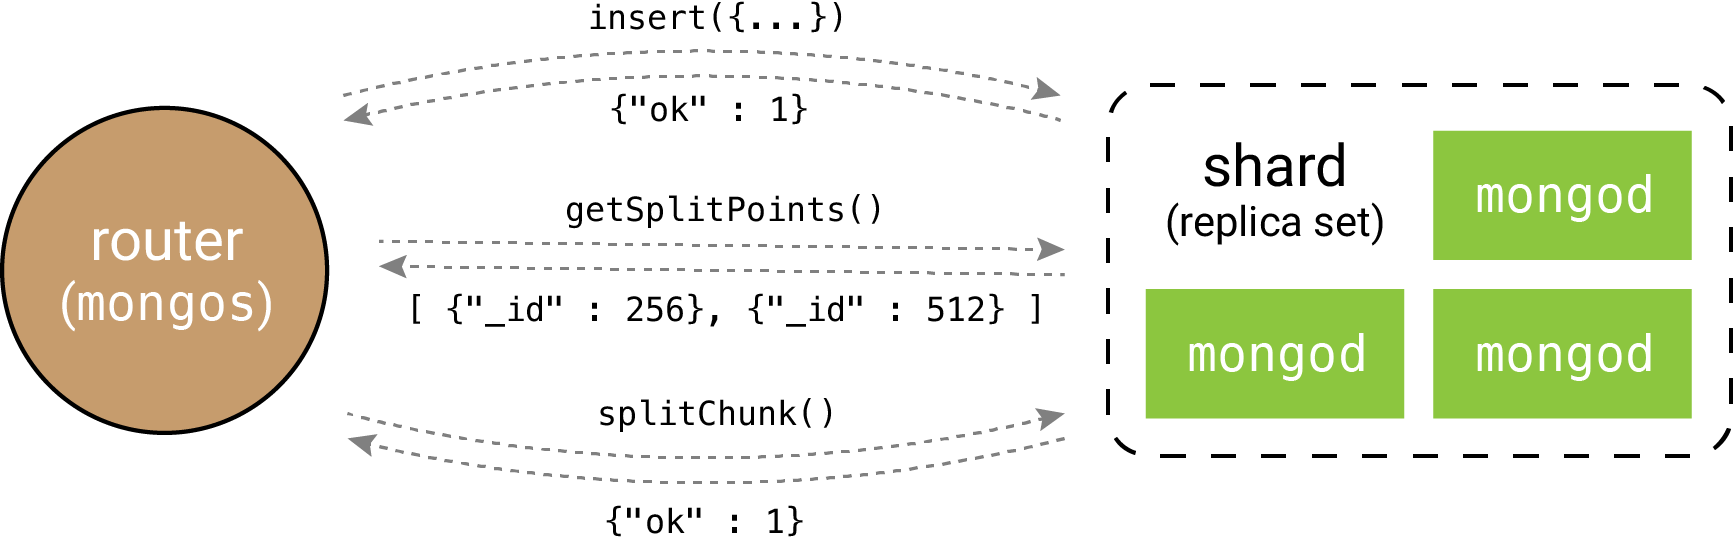 insert({...})
{"ok" : 1}
router
(mongos)
getSplitPoints()
[ {"_id" : 256}, {"_id" : 512} ]
splitChunk()
{"ok" : 1}
shard
(replica set)
mongod
mongod
mongod